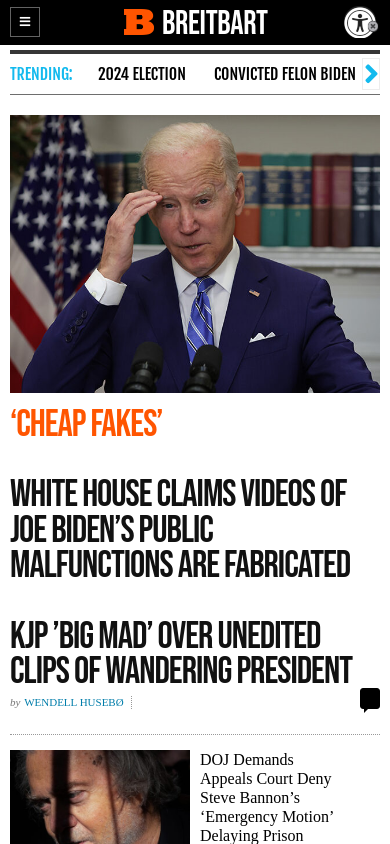 BREITBART
TRENDING: 2024 ELECTION CONVICTED FELON BIDEN
‘CHEAP FAKES’
WHITE HOUSE CLAIMS VIDEOS OF
JOE BIDEN’S PUBLIC
MALFUNCTIONS ARE FABRICATED
KJP ’BIG MAD’ OVER UNEDITED
CLIPS OF WANDERING PRESIDENT
by WENDELL HUSEBØ
DOJ Demands
Appeals Court Deny
Steve Bannon’s
‘Emergency Motion’
Delaying Prison